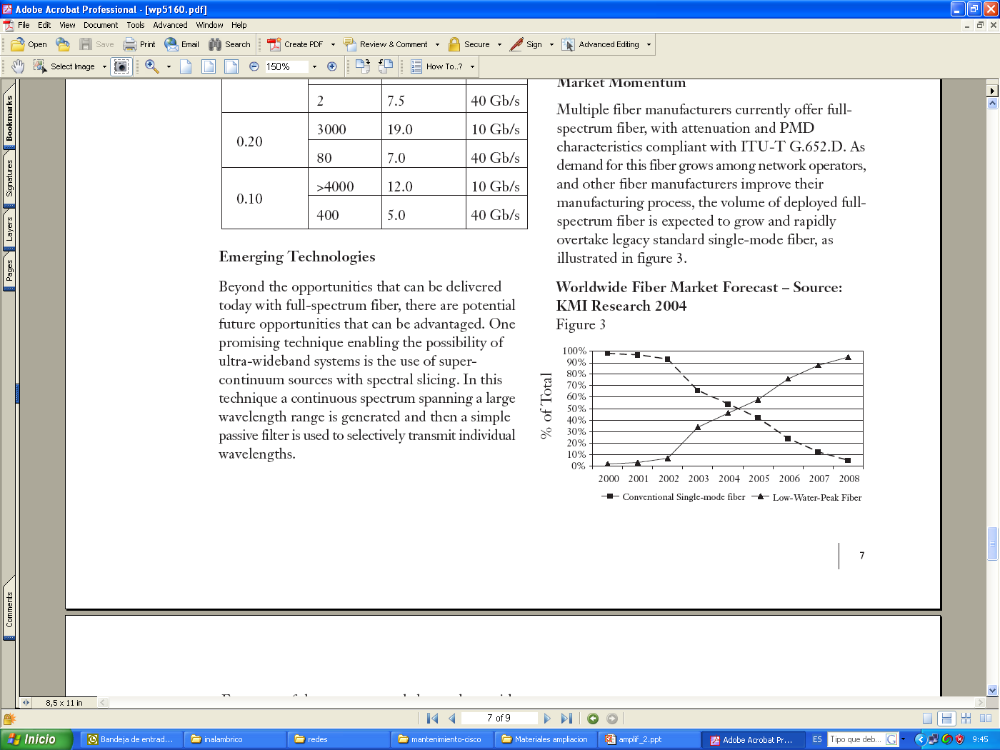 Adobe Acrobat Professional - [wp5160.pdf]
File Edit View Document Tools Advanced Window Help
Open Save Print Email Search Create PDF Review & Comment Secure Sign Advanced Editing
Select Image 150% How To..?
Bookmarks
Signatures
Layers
Pages
Comments
2 7.5 40 Gb/s
0.20
3000 19.0 10 Gb/s
80 7.0 40 Gb/s
0.10
>4000 12.0 10 Gb/s
400 5.0 40 Gb/s
Emerging Technologies
Beyond the opportunities that can be delivered
today with full-spectrum fiber, there are potential
future opportunities that can be advantaged. One
promising technique enabling the possibility of
ultra-wideband systems is the use of super-
continuum sources with spectral slicing. In this
technique a continuous spectrum spanning a large
wavelength range is generated and then a simple
passive filter is used to selectively transmit individual
wavelengths.
Market Momentum
Multiple fiber manufacturers currently offer full-
spectrum fiber, with attenuation and PMD
characteristics compliant with ITU-T G.652.D. As
demand for this fiber grows among network operators,
and other fiber manufacturers improve their
manufacturing process, the volume of deployed full-
spectrum fiber is expected to grow and rapidly
overtake legacy standard single-mode fiber, as
illustrated in figure 3.
Worldwide Fiber Market Forecast – Source:
KMI Research 2004
Figure 3
% of Total
100%
90%
80%
70%
60%
50%
40%
30%
20%
10%
0%
2000 2001 2002 2003 2004 2005 2006 2007 2008
Conventional Single-mode fiber Low-Water-Peak Fiber
7
8,5 x 11 in
7 of 9
Inicio Bandeja de entrad... inalambrico redes mantenimiento-cisco Materiales ampliacion amplif_2.ppt Adobe Acrobat Pr... ES Tipo que deb... 9:45